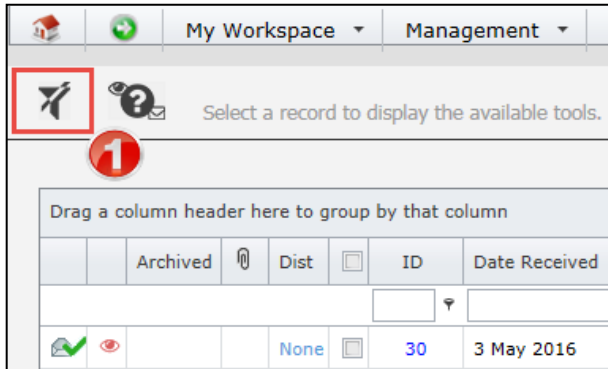 My Workspace Management
Select a record to display the available tools.
1
Drag a column header here to group by that column
Archived Dist ID Date Received
None 30 3 May 2016